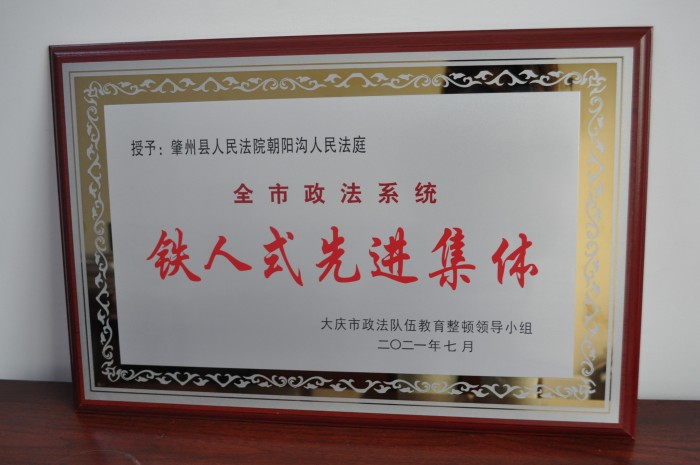 授予：肇州县人民法院朝阳沟人民法庭
全市政法系统
铁人式先进集体
大庆市政法队伍教育整顿领导小组
二〇二一年七月